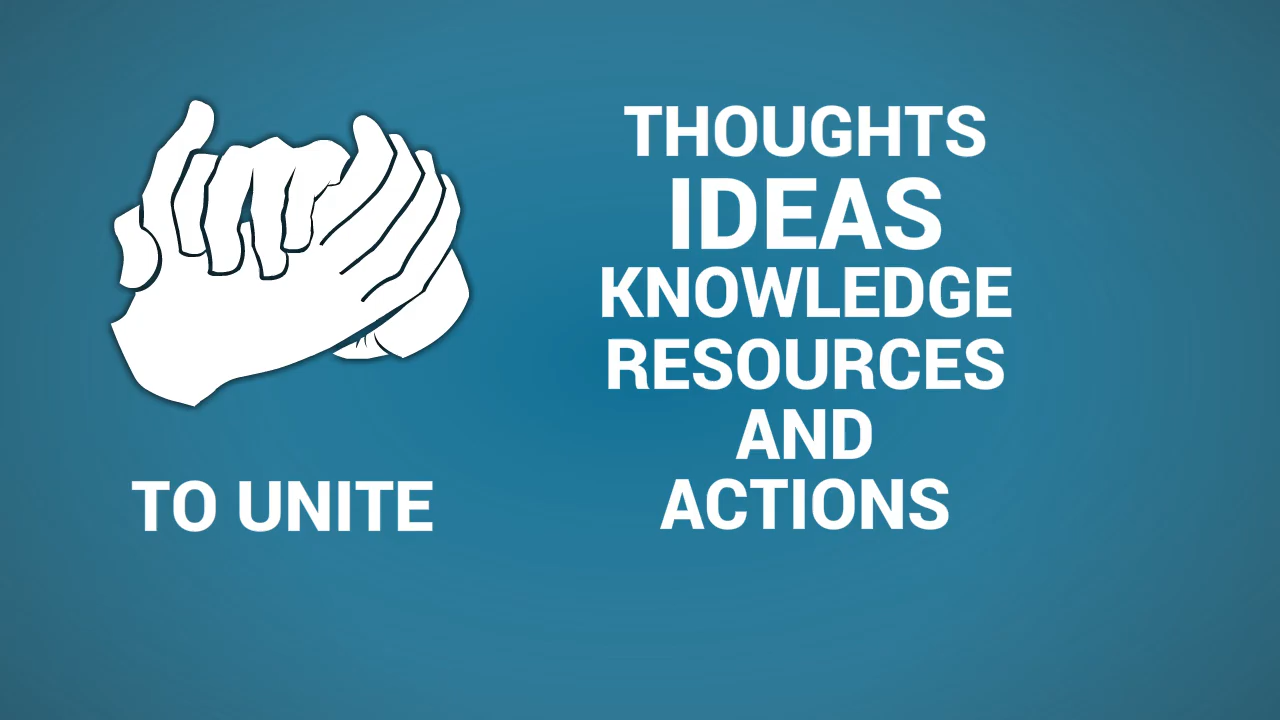 TO UNITE
THOUGHTS
IDEAS
KNOWLEDGE
RESOURCES
AND
ACTIONS